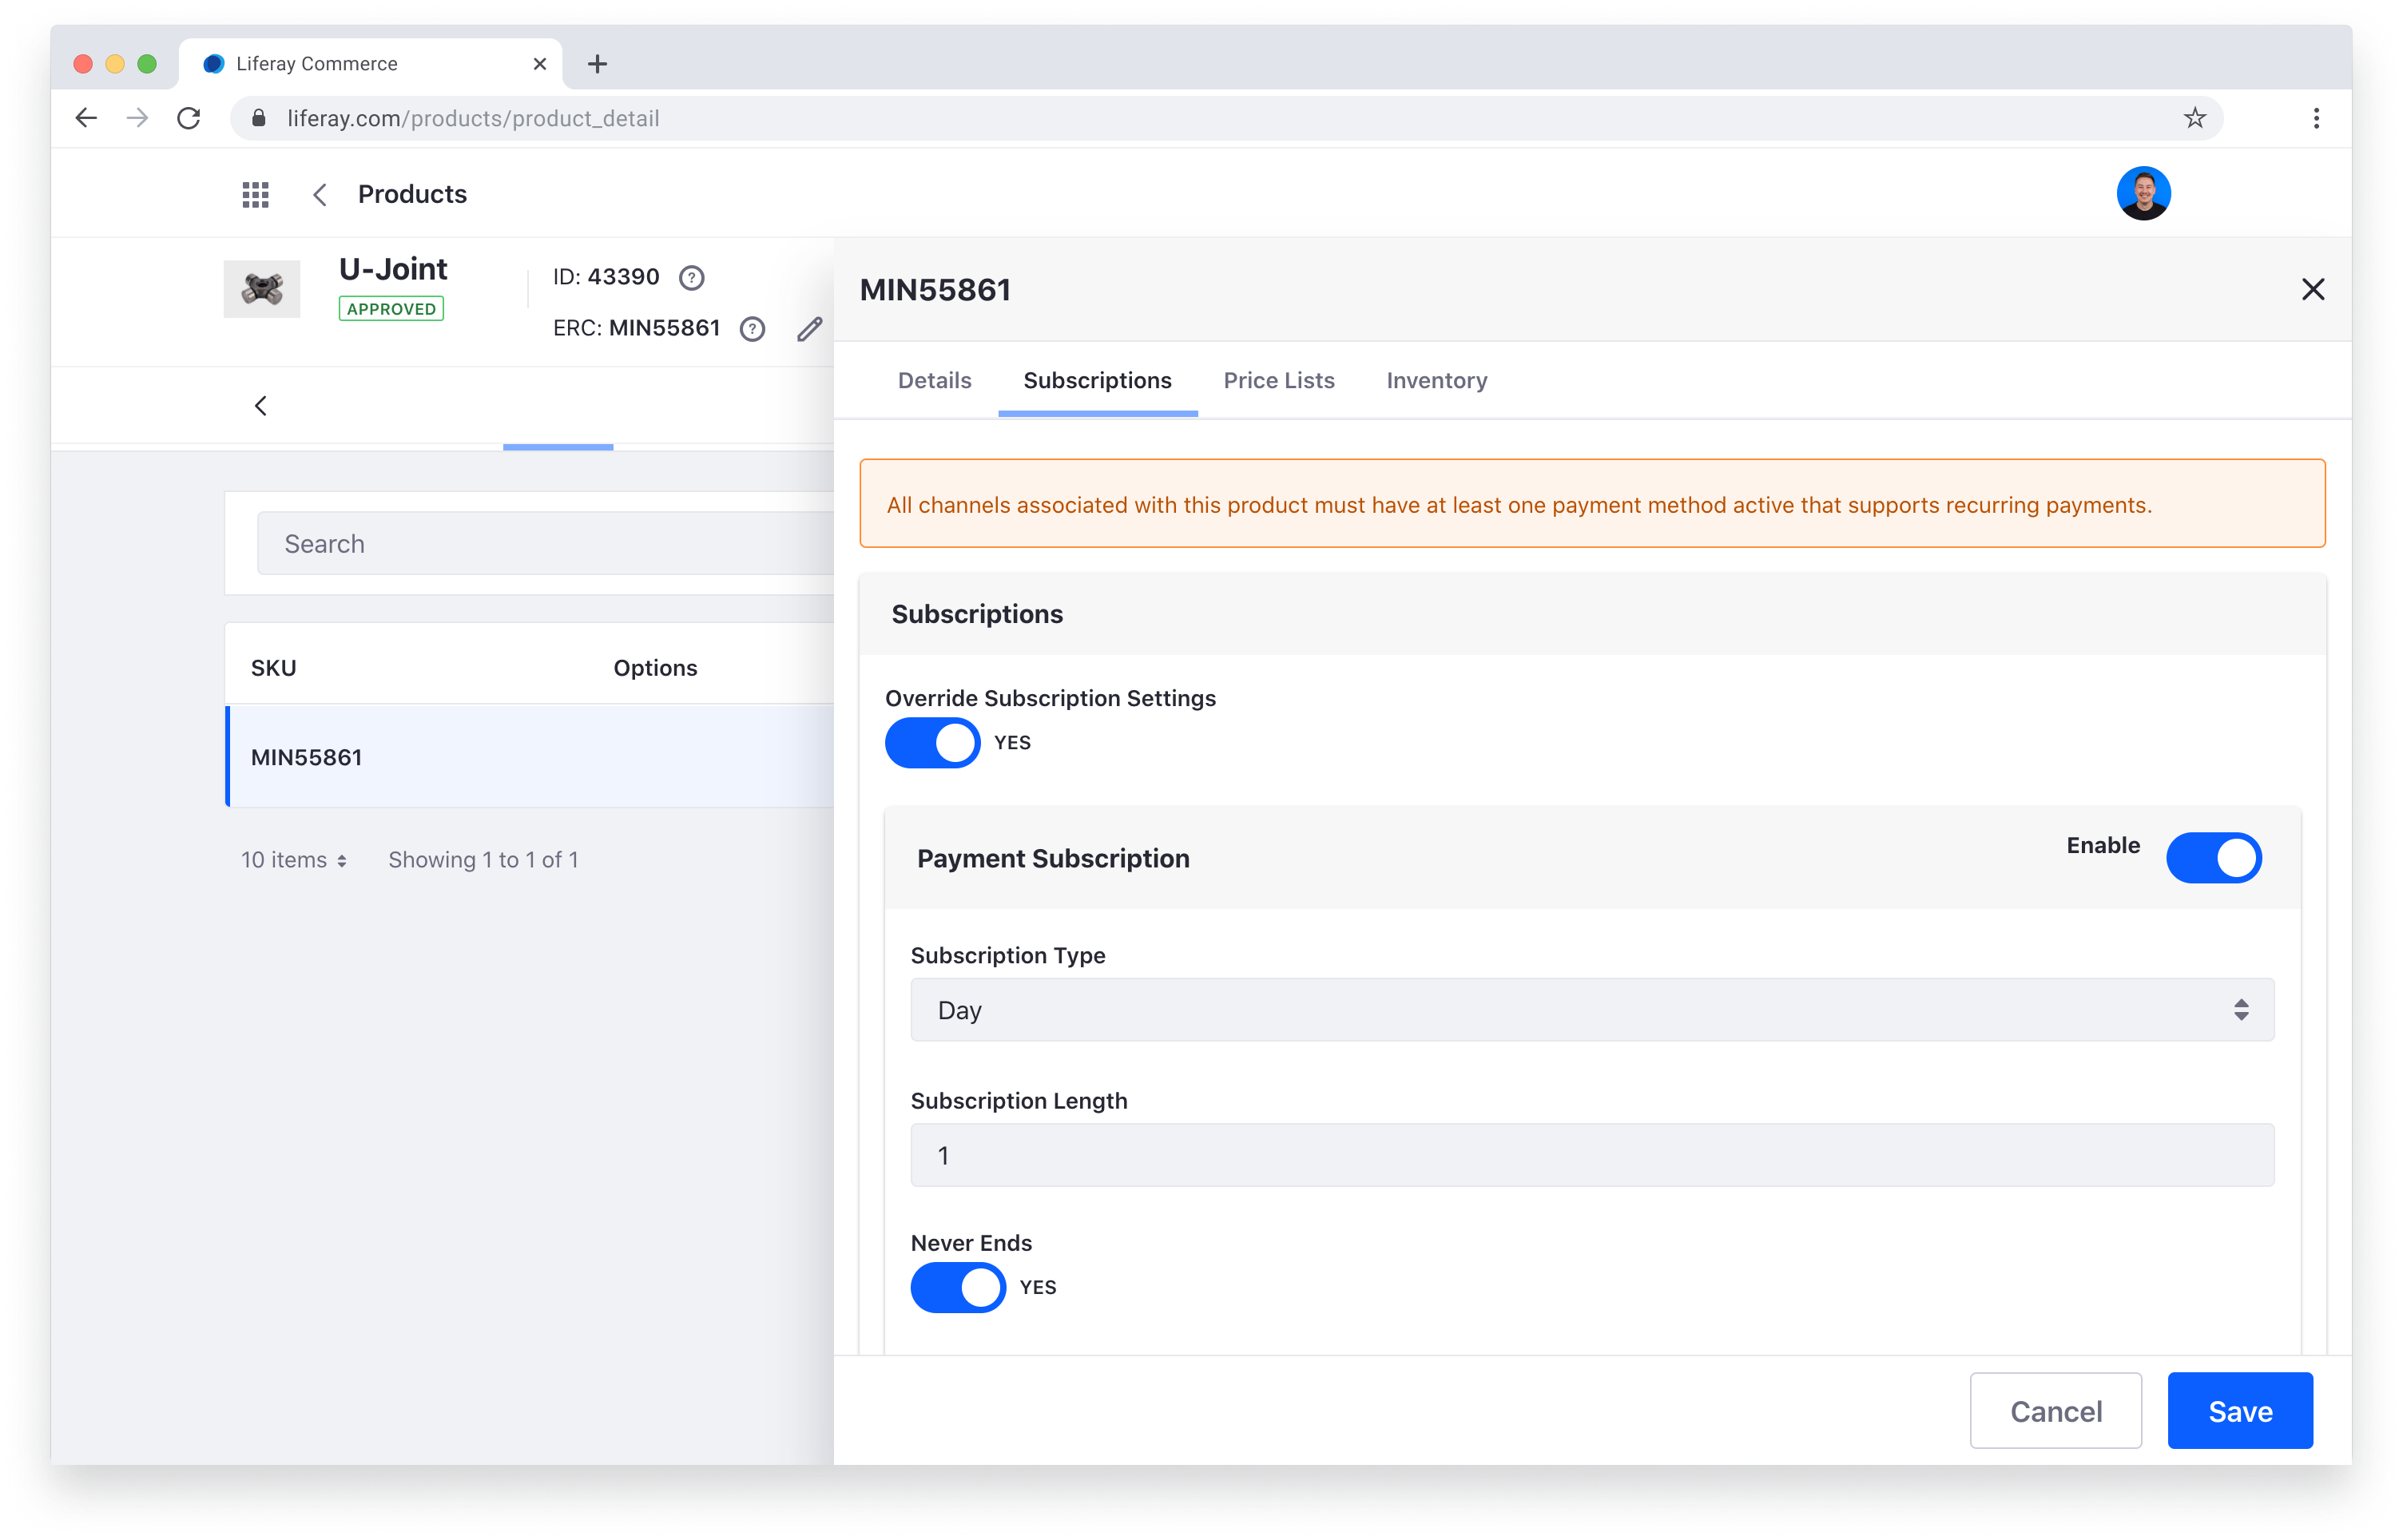 Liferay Commerce
liferay.com/products/product_detail
Products
U-Joint
APPROVED
ID: 43390
ERC: MIN55861
Search
SKU Options
MIN55861
10 items Showing 1 to 1 of 1
MIN55861
Details Subscriptions Price Lists Inventory
All channels associated with this product must have at least one payment method active that supports recurring payments.
Subscriptions
Override Subscription Settings
YES
Payment Subscription Enable
Subscription Type
Day
Subscription Length
1
Never Ends
YES
Cancel Save